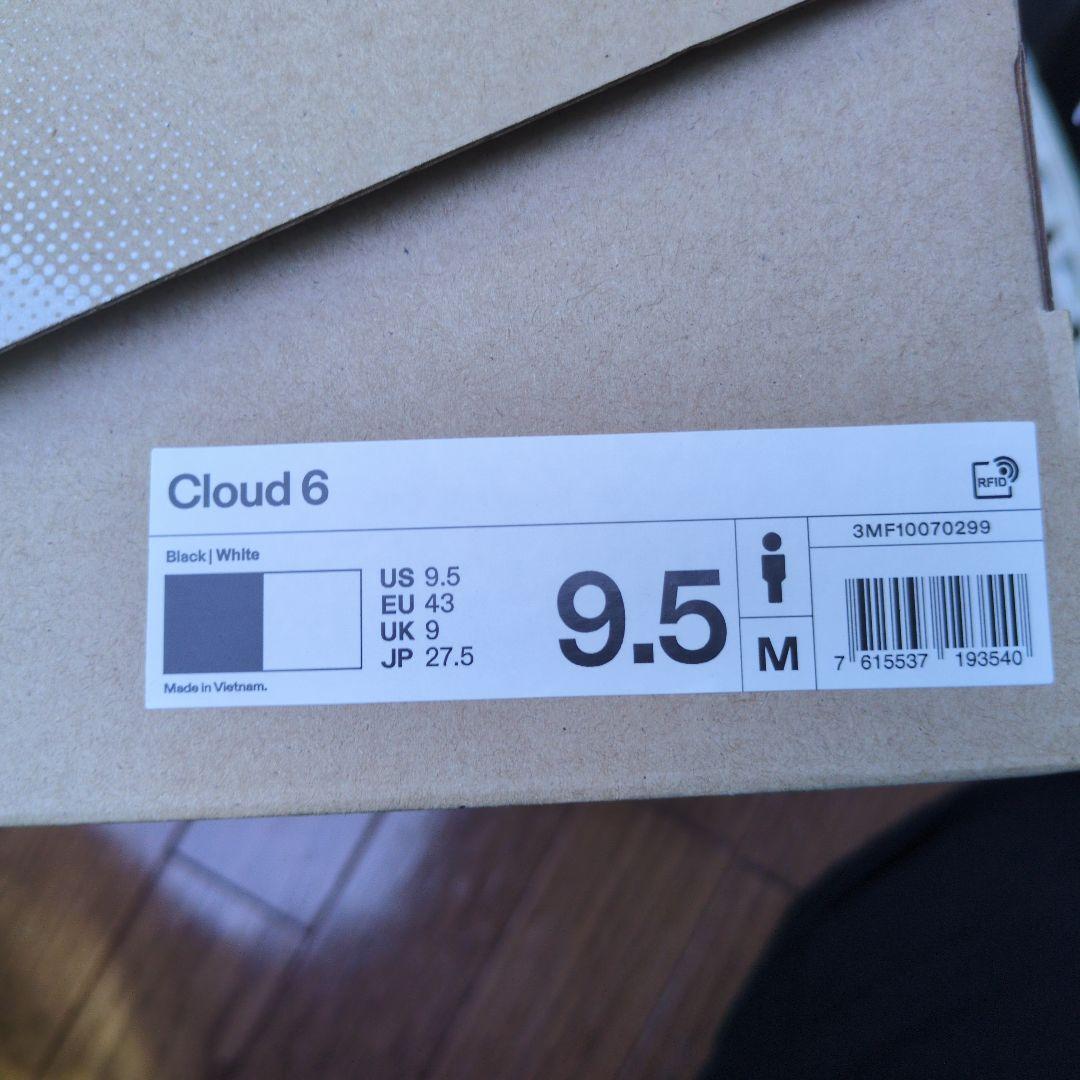 Cloud 6
RFID
Black | White
US 9.5
EU 43
UK 9
JP 27.5
Made in Vietnam.
9.5
M
3MF10070299
7 615537 193540